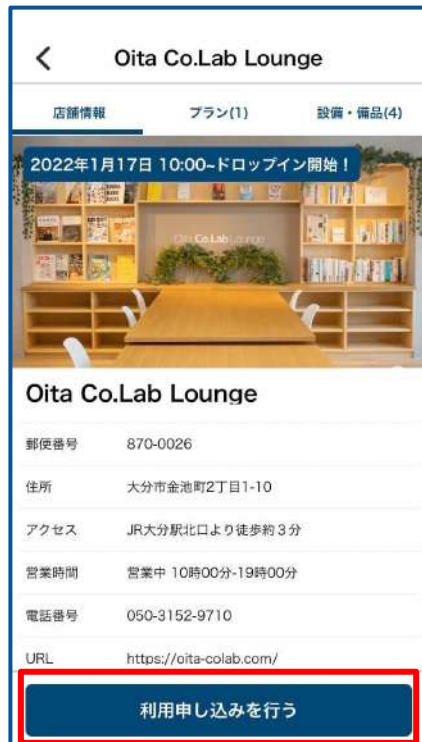 Oita Co.Lab Lounge
店舗情報 プラン(1) 設備・備品(4)
2022年1月17日 10:00~ドロップイン開始！
Oita Co.Lab Lounge
Oita Co.Lab Lounge
郵便番号 870-0026
住所 大分市金池町2丁目1-10
アクセス JR大分駅北口より徒歩約3分
営業時間 営業中 10時00分-19時00分
電話番号 050-3152-9710
URL https://oita-colab.com/
利用申し込みを行う